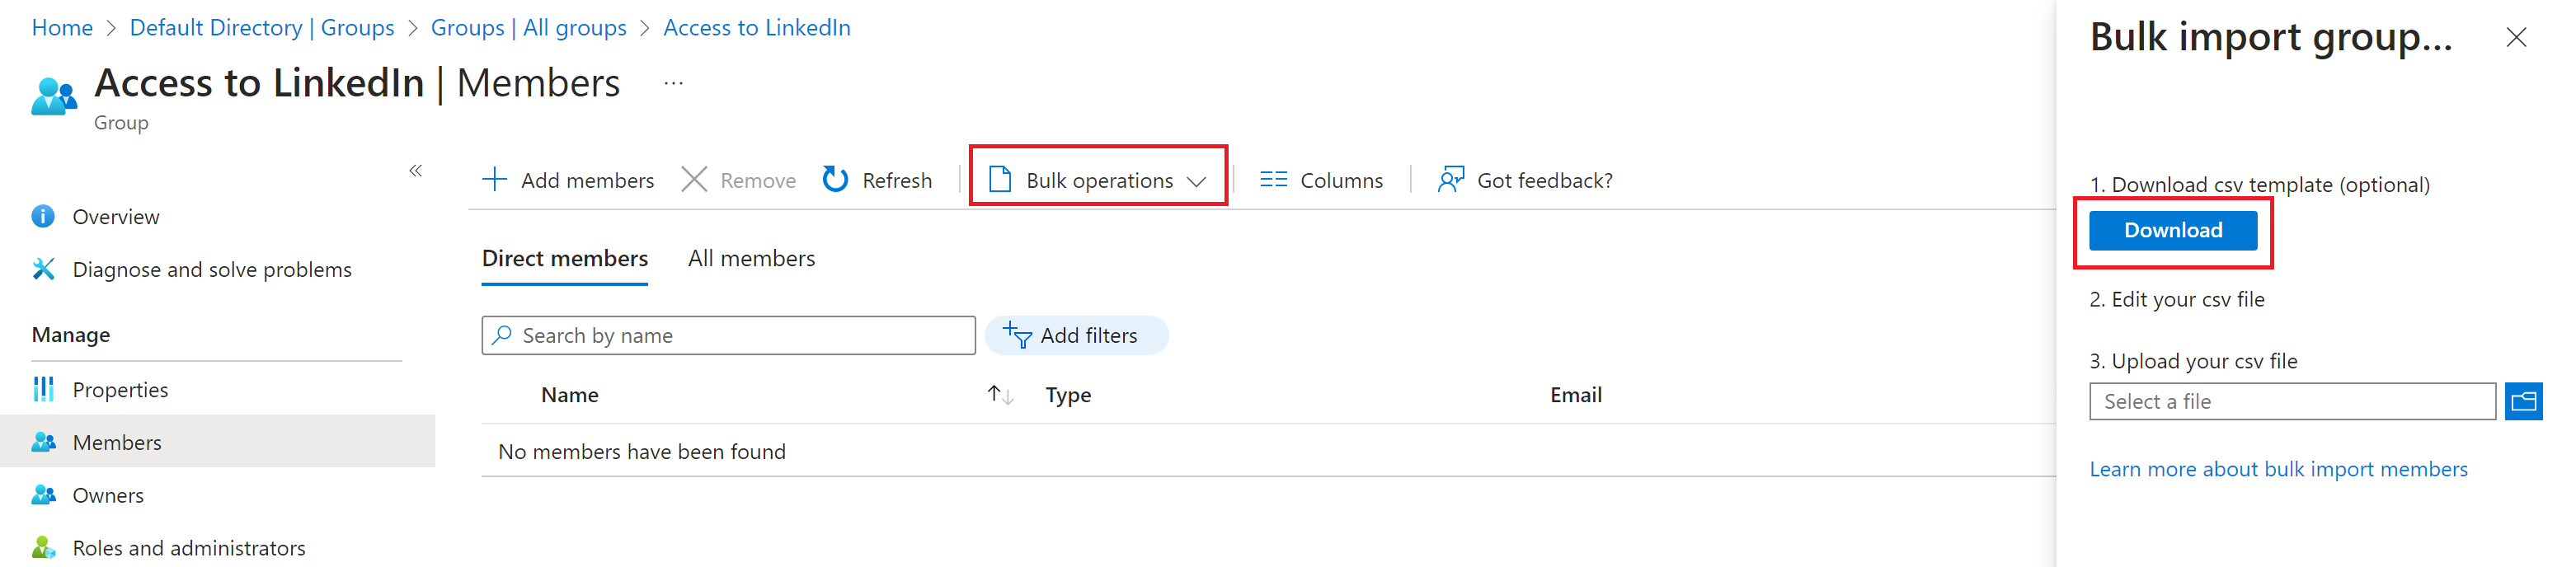 Home > Default Directory | Groups > Groups | All groups > Access to LinkedIn
Access to LinkedIn | Members ...
Group
«
Overview
Diagnose and solve problems
Manage
Properties
Members
Owners
Roles and administrators
Add members Remove Refresh Bulk operations Columns Got feedback?
Direct members All members
Search by name Add filters
Name Type Email
No members have been found
Bulk import group...
1. Download csv template (optional)
Download
2. Edit your csv file
3. Upload your csv file
Select a file
Learn more about bulk import members